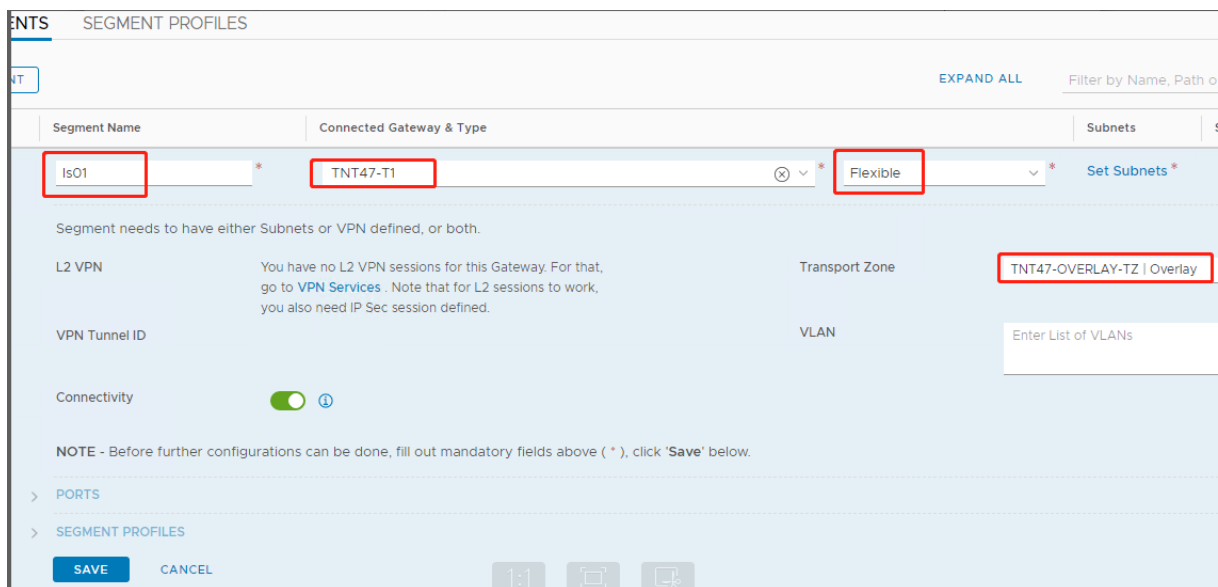 ENTS SEGMENT PROFILES
NT
EXPAND ALL Filter by Name, Path o
Segment Name Connected Gateway & Type Subnets S
ls01 * TNT47-T1 * Flexible * Set Subnets *
Segment needs to have either Subnets or VPN defined, or both.
L2 VPN You have no L2 VPN sessions for this Gateway. For that, Transport Zone TNT47-OVERLAY-TZ | Overlay
go to VPN Services . Note that for L2 sessions to work,
you also need IP Sec session defined.
VPN Tunnel ID VLAN Enter List of VLANs
Connectivity
NOTE - Before further configurations can be done, fill out mandatory fields above ( * ), click 'Save' below.
PORTS
SEGMENT PROFILES
SAVE CANCEL
1:1